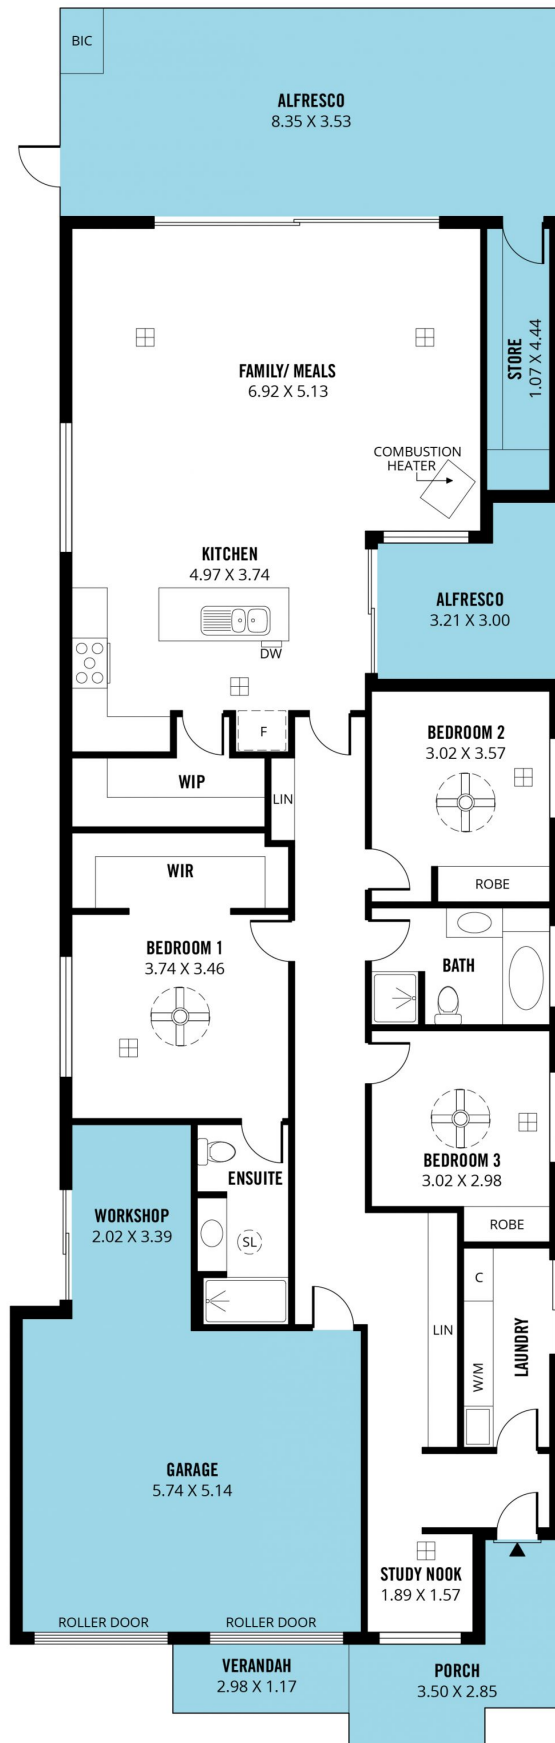 BIC
ALFRESCO
8.35 X 3.53
STORE
1.07 X 4.44
FAMILY/ MEALS
6.92 X 5.13
COMBUSTION
HEATER
KITCHEN
4.97 X 3.74
DW
ALFRESCO
3.21 X 3.00
F
BEDROOM 2
3.02 X 3.57
WIP
LIN
WIR
ROBE
BEDROOM 1
3.74 X 3.46
BATH
BEDROOM 3
3.02 X 2.98
ENSUITE
WORKSHOP
2.02 X 3.39
ROBE
SL
C
LIN
LAUNDRY
W/M
GARAGE
5.74 X 5.14
STUDY NOOK
1.89 X 1.57
ROLLER DOOR
ROLLER DOOR
VERANDAH
2.98 X 1.17
PORCH
3.50 X 2.85